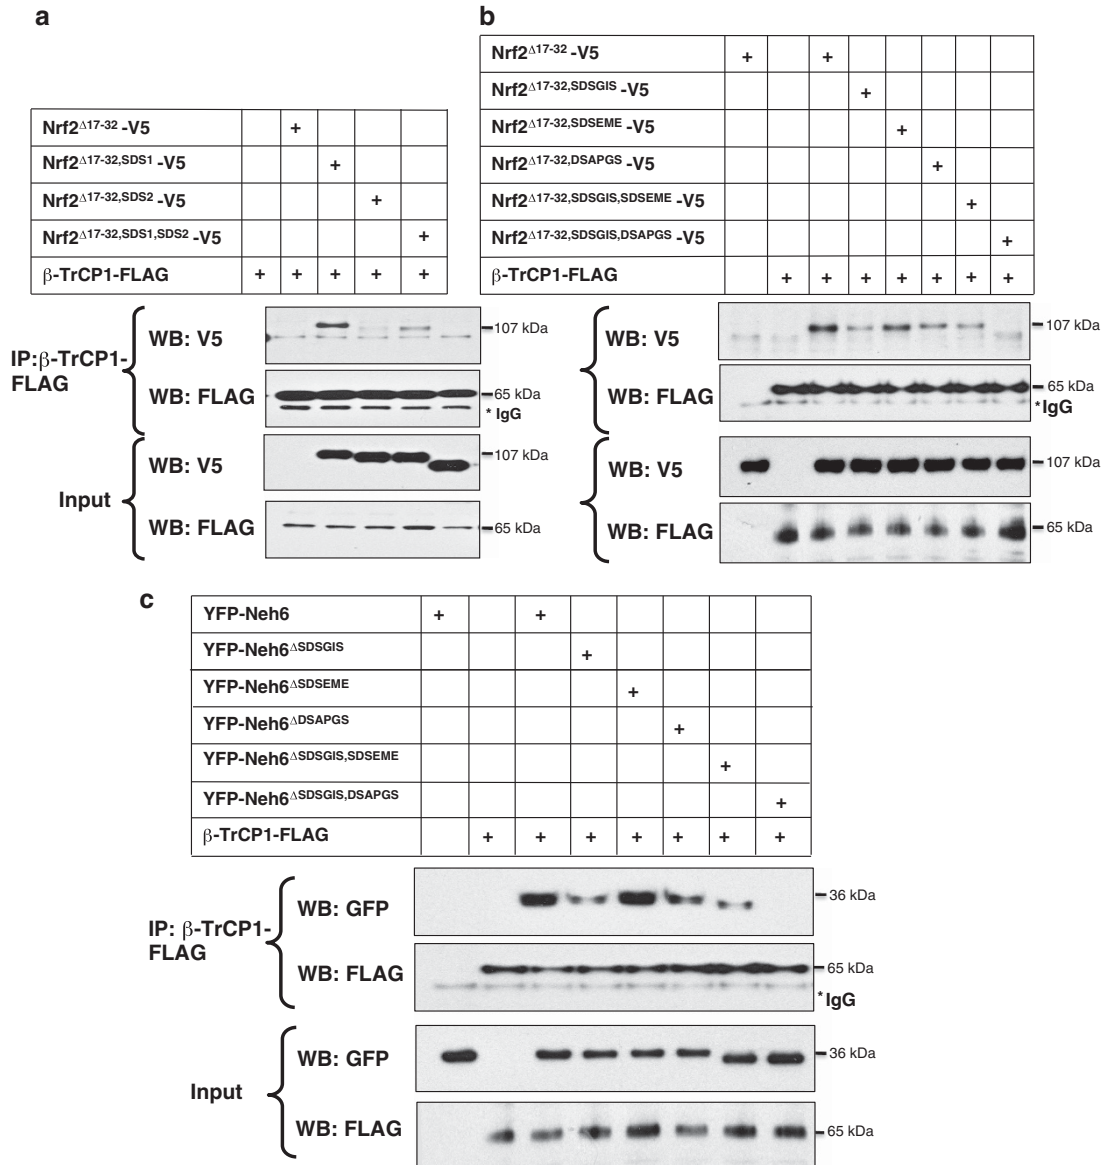 a
Nrf2Δ17-32 -V5 +
Nrf2Δ17-32,SDS1 -V5 +
Nrf2Δ17-32,SDS2 -V5 +
Nrf2Δ17-32,SDS1,SDS2 -V5 +
β-TrCP1-FLAG + + + + +
IP:β-TrCP1-
FLAG
WB: V5 107 kDa
WB: FLAG 65 kDa
* IgG
Input
WB: V5 107 kDa
WB: FLAG 65 kDa
b
Nrf2Δ17-32 -V5 + +
Nrf2Δ17-32,SDSGIS -V5 +
Nrf2Δ17-32,SDSEME -V5 +
Nrf2Δ17-32,DSAPGS -V5 +
Nrf2Δ17-32,SDSGIS,SDSEME -V5 +
Nrf2Δ17-32,SDSGIS,DSAPGS -V5 +
β-TrCP1-FLAG + + + + + + +
WB: V5 107 kDa
WB: FLAG 65 kDa
*IgG
WB: V5 107 kDa
WB: FLAG 65 kDa
c
YFP-Neh6 + +
YFP-Neh6ΔSDSGIS +
YFP-Neh6ΔSDSEME +
YFP-Neh6ΔDSAPGS +
YFP-Neh6ΔSDSGIS,SDSEME +
YFP-Neh6ΔSDSGIS,DSAPGS +
β-TrCP1-FLAG + + + + + + +
IP: β-TrCP1-
FLAG
WB: GFP 36 kDa
WB: FLAG 65 kDa
*IgG
Input
WB: GFP 36 kDa
WB: FLAG 65 kDa